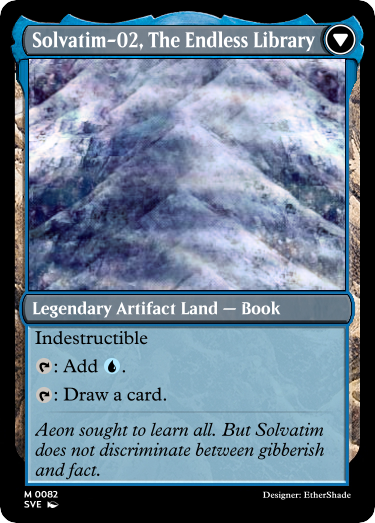 Solvatim-02, The Endless Library
Legendary Artifact Land — Book
Indestructible
: Add .
: Draw a card.
Aeon sought to learn all. But Solvatim
does not discriminate between gibberish
and fact.
M 0082
SVE
Designer: EtherShade